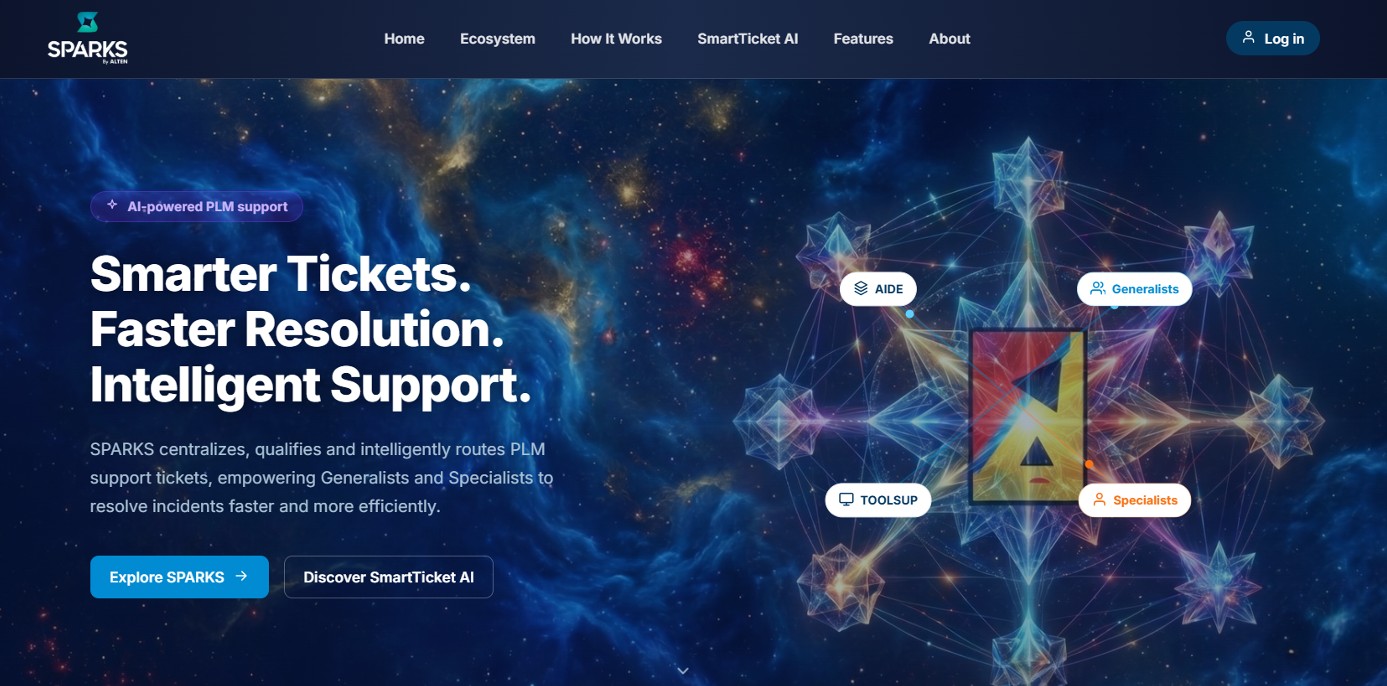 SPARKS
By ALTEN
Home
Ecosystem
How It Works
SmartTicket AI
Features
About
Log in
AI-powered PLM support
Smarter Tickets.
Faster Resolution.
Intelligent Support.
SPARKS centralizes, qualifies and intelligently routes PLM
support tickets, empowering Generalists and Specialists to
resolve incidents faster and more efficiently.
Explore SPARKS
Discover SmartTicket AI
AIDE
Generalists
TOOLSUP
Specialists